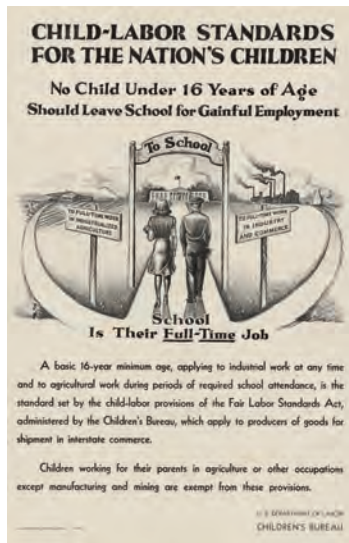 CHILD-LABOR STANDARDS
FOR THE NATION'S CHILDREN
No Child Under 16 Years of Age
Should Leave School for Gainful Employment
To School
TO FULL-TIME WORK
IN INDUSTRIALIZED
AGRICULTURE
TO FULL-TIME WORK
IN INDUSTRY
AND COMMERCE
School
Is Their Full-Time Job
A basic 16-year minimum age, applying to industrial work at any time
and to agricultural work during periods of required school attendance, is the
standard set by the child-labor provisions of the Fair Labor Standards Act,
administered by the Children's Bureau, which apply to producers of goods for
shipment in interstate commerce.
Children working for their parents in agriculture or other occupations
except manufacturing and mining are exempt from these provisions.
U. S. DEPARTMENT OF LABOR
CHILDREN'S BUREAU